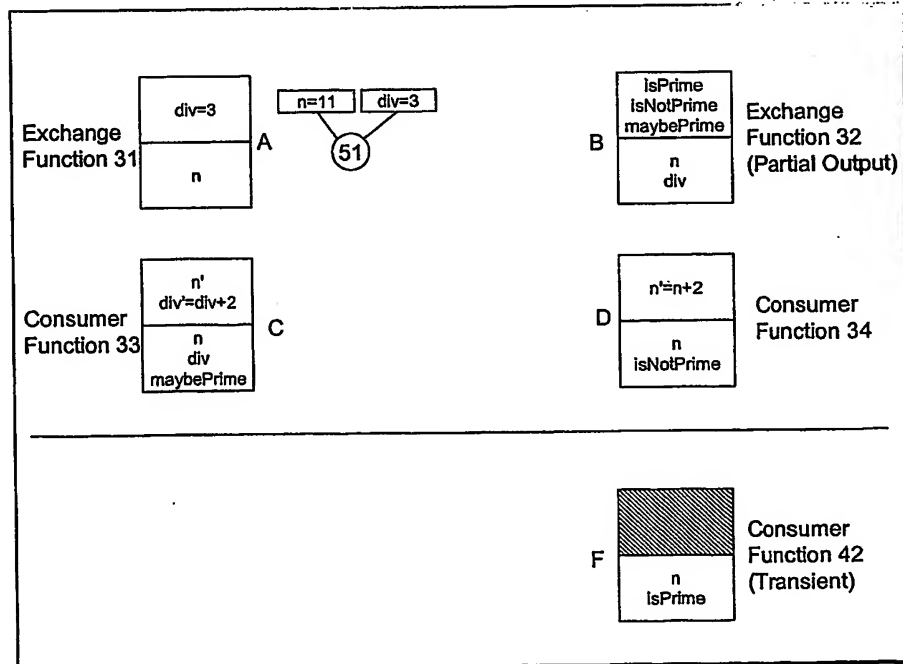 Exchange
Function 31
div=3
n
A
n=11
div=3
51
B
isPrime
isNotPrime
maybePrime
n
div
Exchange
Function 32
(Partial Output)
Consumer
Function 33
n'
div'=div+2
n
div
maybePrime
C
D
n'=n+2
n
isNotPrime
Consumer
Function 34
F
n
isPrime
Consumer
Function 42
(Transient)